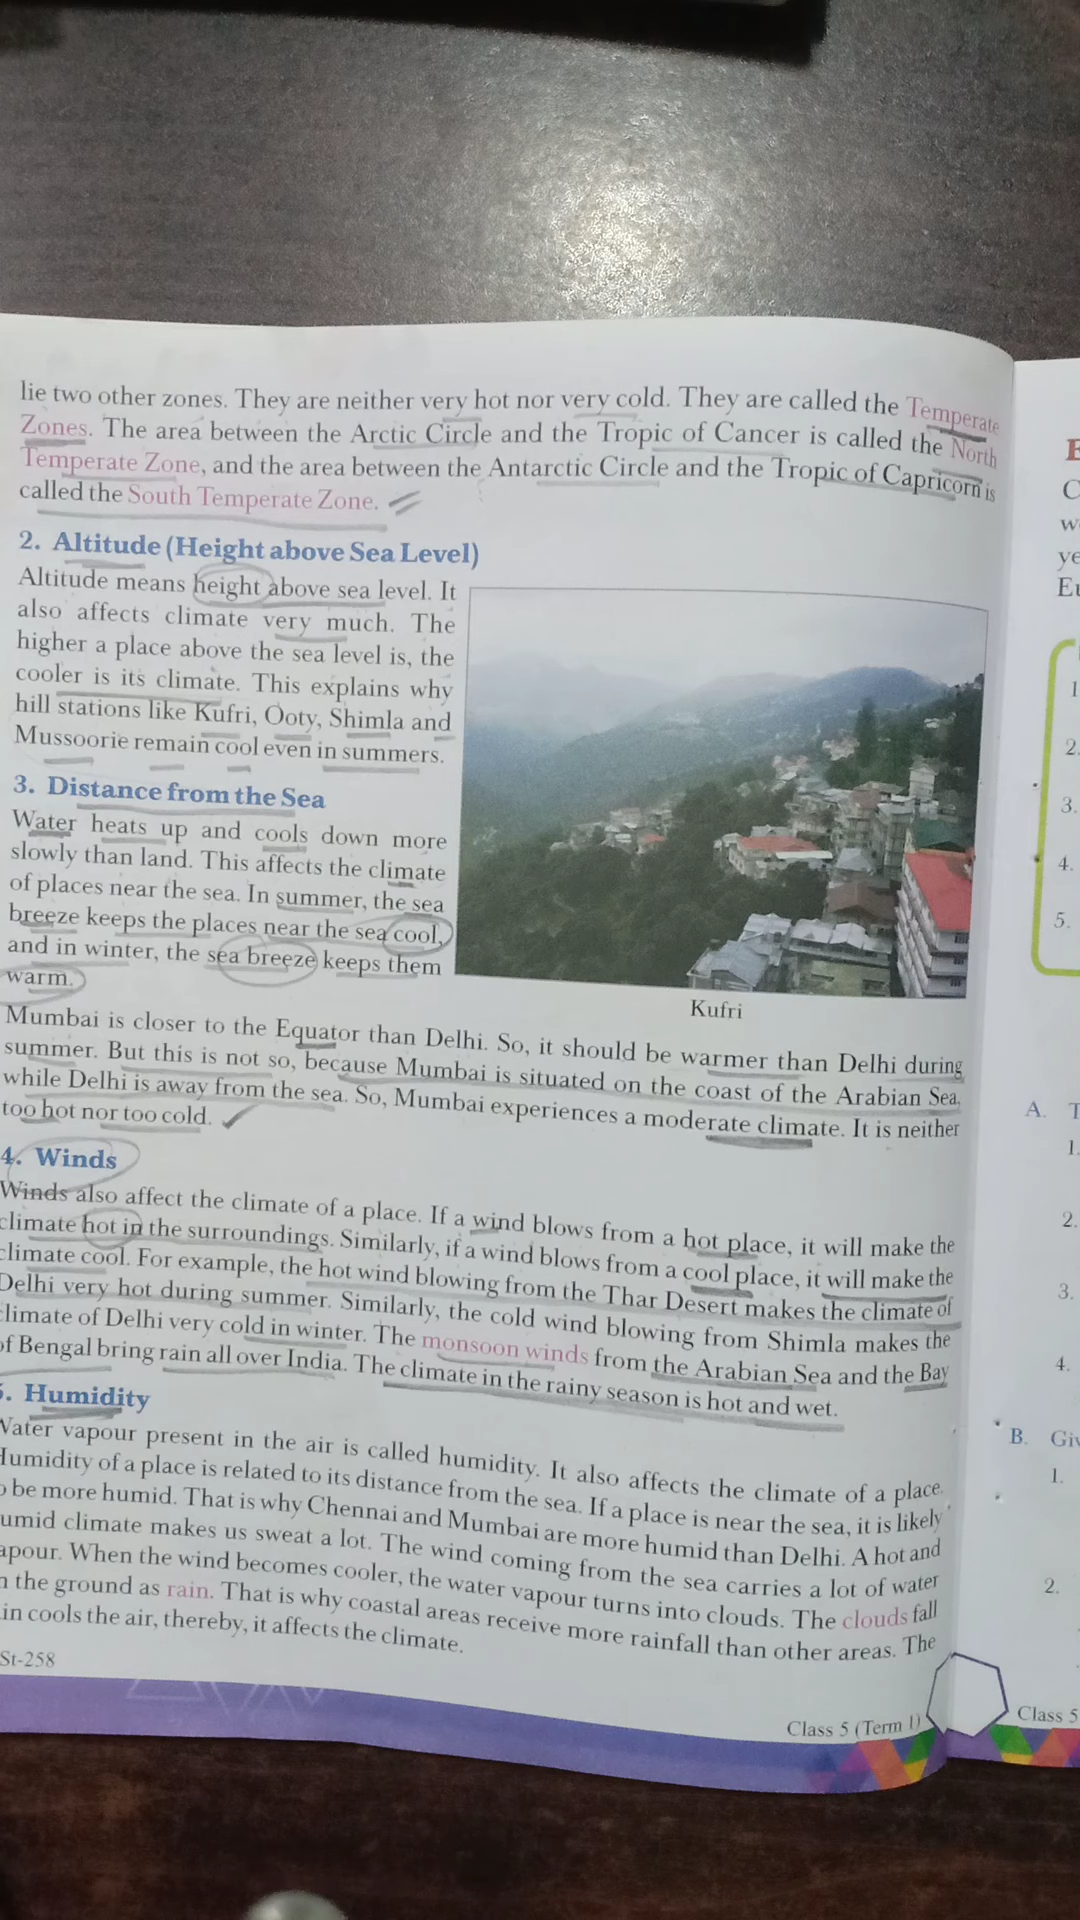 lie two other zones. They are neither very hot nor very cold. They are called the Temperate
Zones. The area between the Arctic Circle and the Tropic of Cancer is called the North
Temperate Zone, and the area between the Antarctic Circle and the Tropic of Capricorn is
called the South Temperate Zone.
2. Altitude (Height above Sea Level)
Altitude means height above sea level. It
also affects climate very much. The
higher a place above the sea level is, the
cooler is its climate. This explains why
hill stations like Kufri, Ooty, Shimla and
Mussoorie remain cool even in summers.
3. Distance from the Sea
Water heats up and cools down more
slowly than land. This affects the climate
of places near the sea. In summer, the sea
breeze keeps the places near the sea cool,
and in winter, the sea breeze keeps them
warm.
Kufri
Mumbai is closer to the Equator than Delhi. So, it should be warmer than Delhi during
summer. But this is not so, because Mumbai is situated on the coast of the Arabian Sea,
while Delhi is away from the sea. So, Mumbai experiences a moderate climate. It is neither
too hot nor too cold.
4. Winds
Winds also affect the climate of a place. If a wind blows from a hot place, it will make the
climate hot in the surroundings. Similarly, if a wind blows from a cool place, it will make the
climate cool. For example, the hot wind blowing from the Thar Desert makes the climate of
Delhi very hot during summer. Similarly, the cold wind blowing from Shimla makes the
climate of Delhi very cold in winter. The monsoon winds from the Arabian Sea and the Bay
of Bengal bring rain all over India. The climate in the rainy season is hot and wet.
5. Humidity
Water vapour present in the air is called humidity. It also affects the climate of a place.
Humidity of a place is related to its distance from the sea. If a place is near the sea, it is likely
o be more humid. That is why Chennai and Mumbai are more humid than Delhi. A hot and
umid climate makes us sweat a lot. The wind coming from the sea carries a lot of water
apour. When the wind becomes cooler, the water vapour turns into clouds. The clouds fall
n the ground as rain. That is why coastal areas receive more rainfall than other areas. The
in cools the air, thereby, it affects the climate.
St-258
Class 5 (Term 1)
C
w
ye
Eu
1
2.
3.
4.
5.
A. T
1.
2.
3.
4.
B. Giv
1.
2.
Class 5